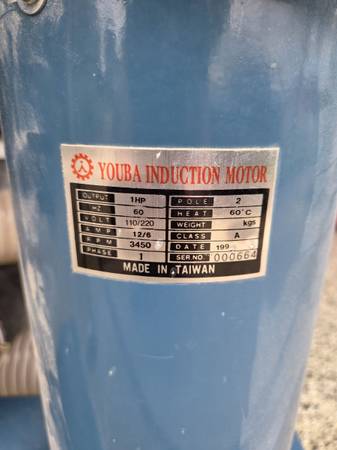 YOUBA INDUCTION MOTOR
OUTPUT 1HP POLE 2
HZ 60 HEAT 60°C
VOLT 110/220 WEIGHT kgs
AMP 12/6 CLASS A
RPM 3450 DATE 199
PHASE 1 SER NO. 000664
MADE IN TAIWAN